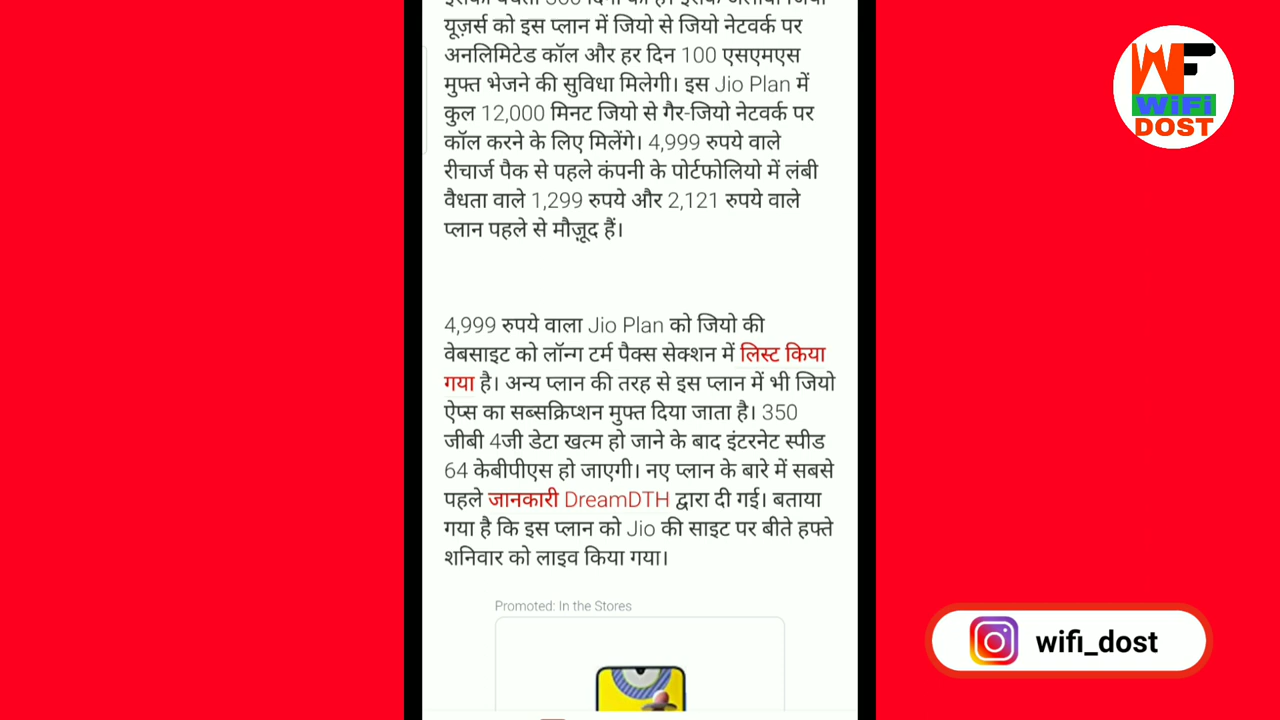 यूज़र्स को इस प्लान में जियो से जियो नेटवर्क पर
अनलिमिटेड कॉल और हर दिन 100 एसएमएस
मुफ्त भेजने की सुविधा मिलेगी। इस Jio Plan में
कुल 12,000 मिनट जियो से गैर-जियो नेटवर्क पर
कॉल करने के लिए मिलेंगे। 4,999 रुपये वाले
रीचार्ज पैक से पहले कंपनी के पोर्टफोलियो में लंबी
वैधता वाले 1,299 रुपये और 2,121 रुपये वाले
प्लान पहले से मौज़ूद हैं।
4,999 रुपये वाला Jio Plan को जियो की
वेबसाइट को लॉन्ग टर्म पैक्स सेक्शन में लिस्ट किया
गया है। अन्य प्लान की तरह से इस प्लान में भी जियो
ऐप्स का सब्सक्रिप्शन मुफ्त दिया जाता है। 350
जीबी 4जी डेटा खत्म हो जाने के बाद इंटरनेट स्पीड
64 केबीपीएस हो जाएगी। नए प्लान के बारे में सबसे
पहले जानकारी DreamDTH द्वारा दी गई। बताया
गया है कि इस प्लान को Jio की साइट पर बीते हफ्ते
शनिवार को लाइव किया गया।
Promoted: In the Stores
WF
WiFi
DOST
wifi_dost